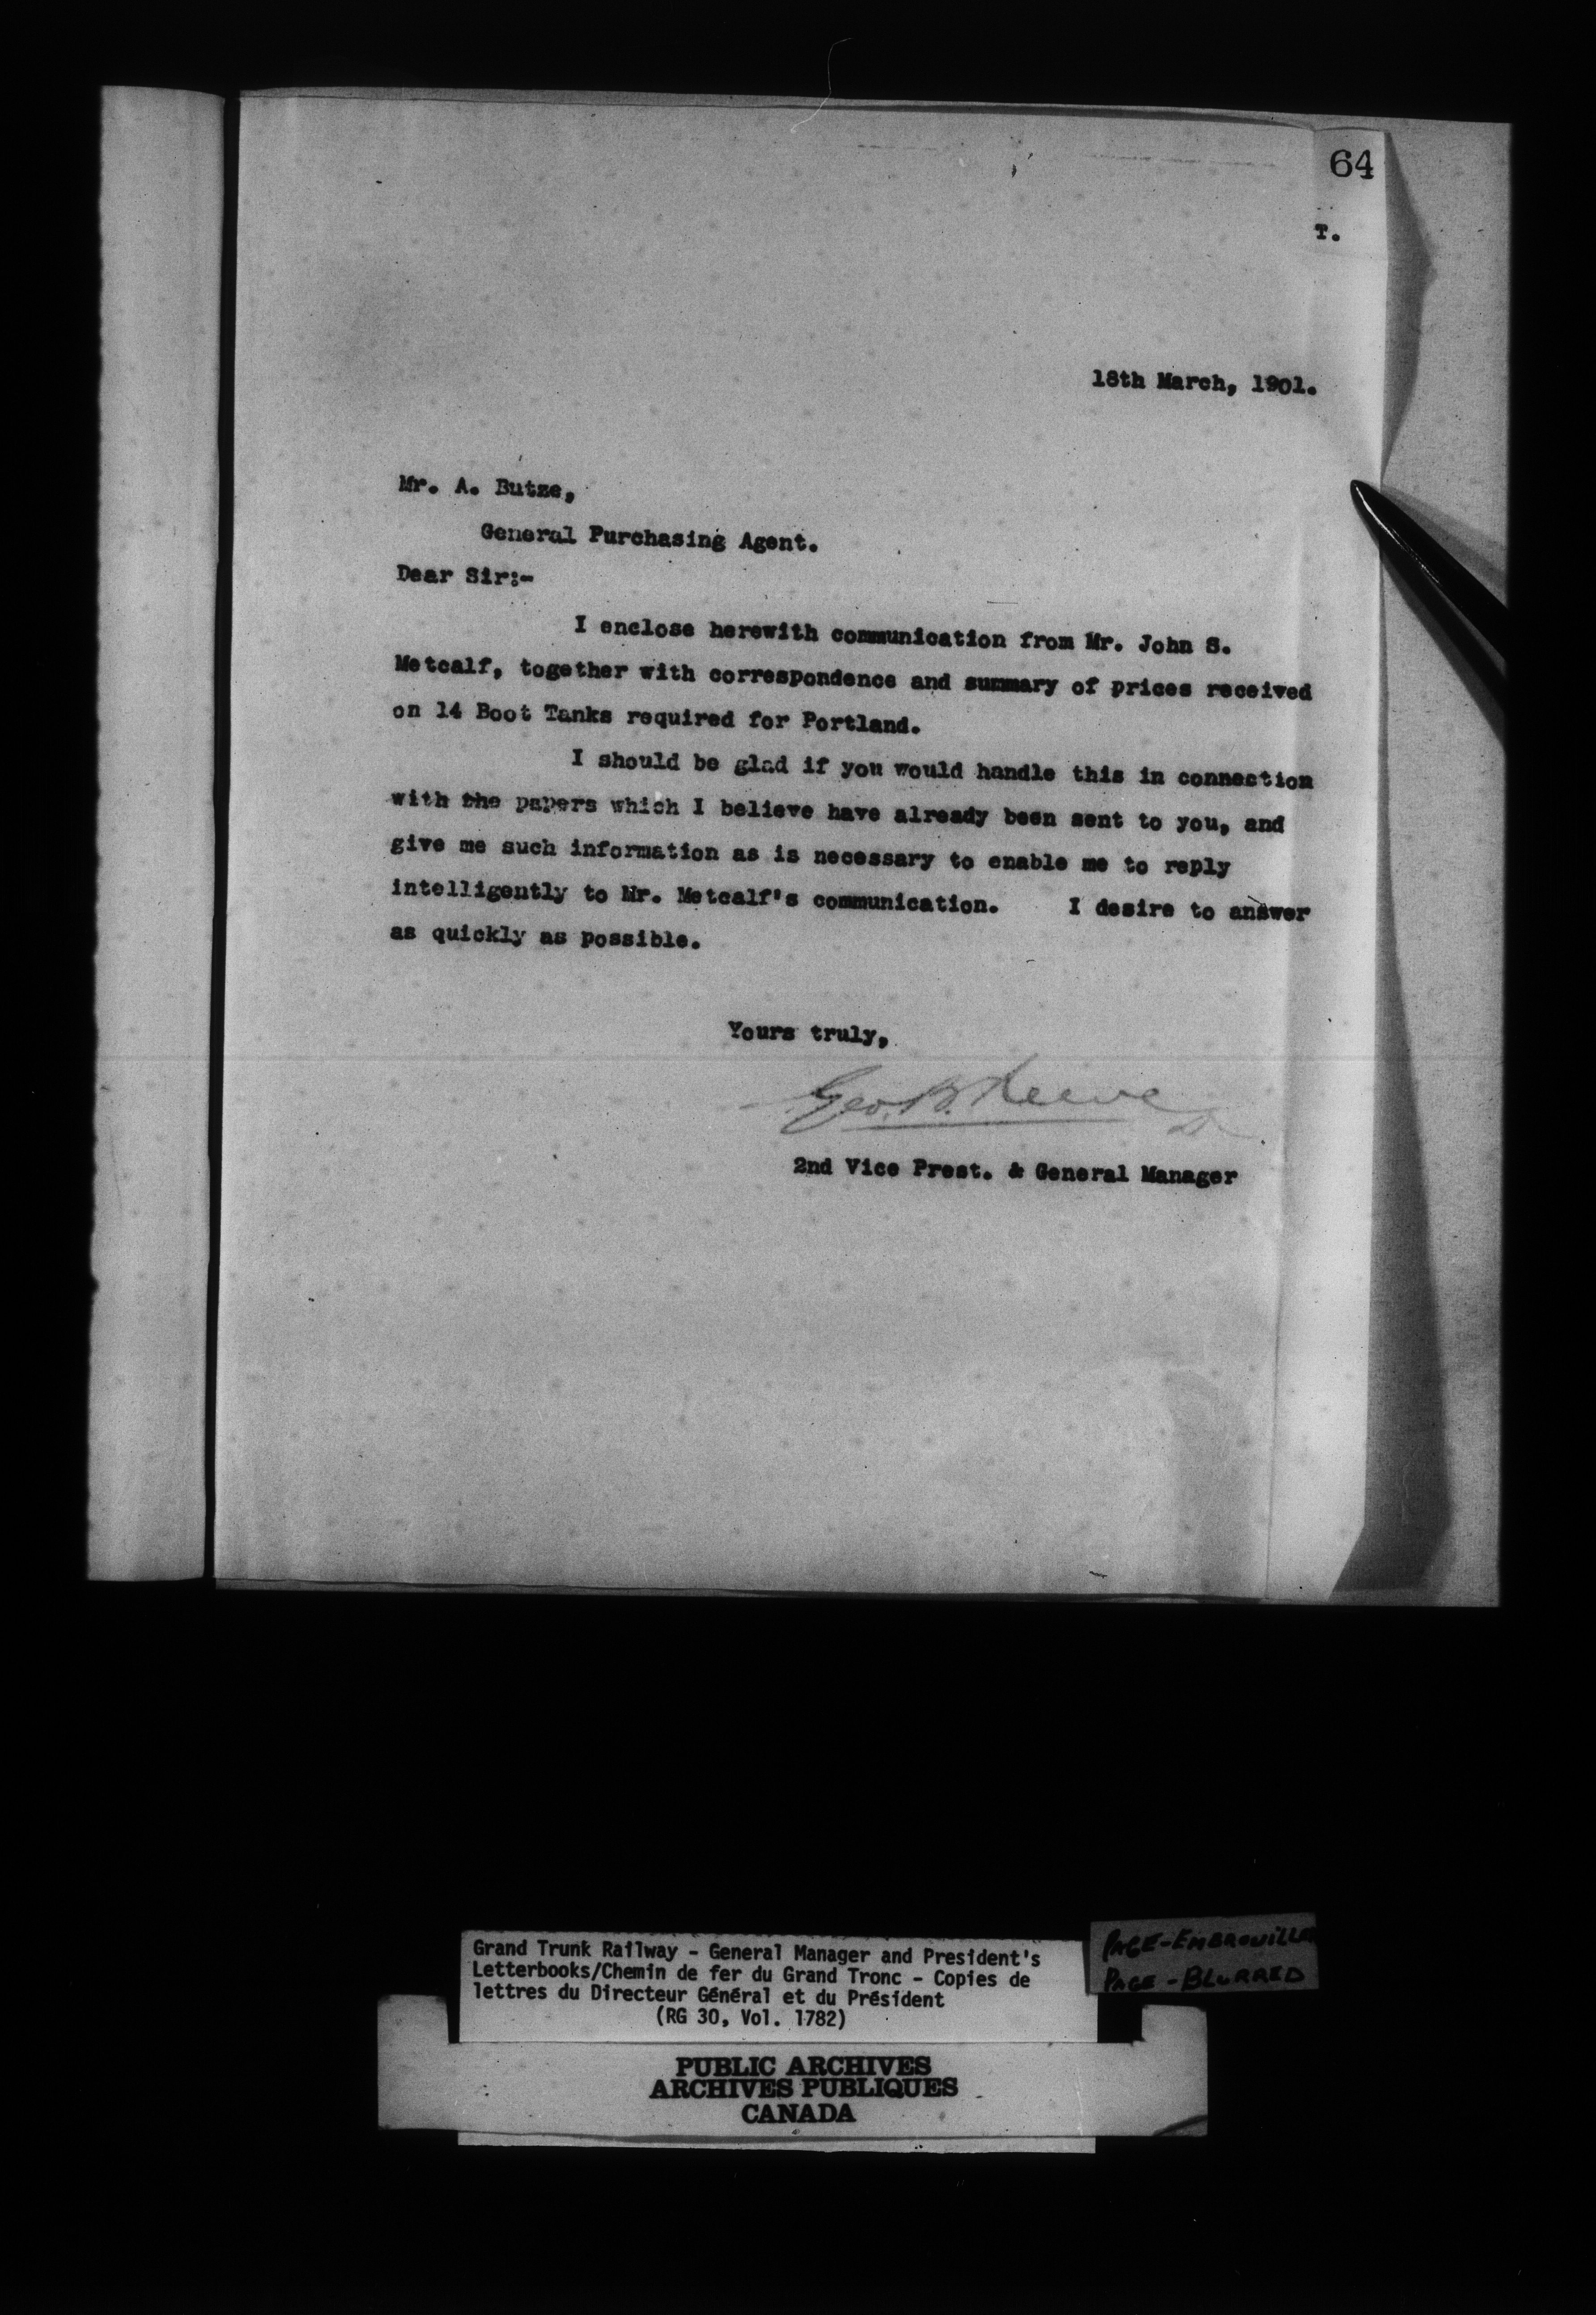 64
T.
18th March, 1901.
Mr. A. Butze,
General Purchasing Agent.
Dear Sir:-
I enclose herewith communication from Mr. John S.
Metcalf, together with correspondence and summary of prices received
on 14 Boot Tanks required for Portland.
I should be glad if you would handle this in connection
with the papers which I believe have already been sent to you, and
give me such information as is necessary to enable me to reply
intelligently to Mr. Metcalf's communication. I desire to answer
as quickly as possible.
Yours truly,
Geo. B. Reeve
2nd Vice Prest. & General Manager
Grand Trunk Railway - General Manager and President's
Letterbooks/Chemin de fer du Grand Tronc - Copies de
lettres du Directeur Général et du Président
(RG 30, Vol. 1782)
PAGE-EMBROUILLE
PAGE-BLURRED
PUBLIC ARCHIVES
ARCHIVES PUBLIQUES
CANADA